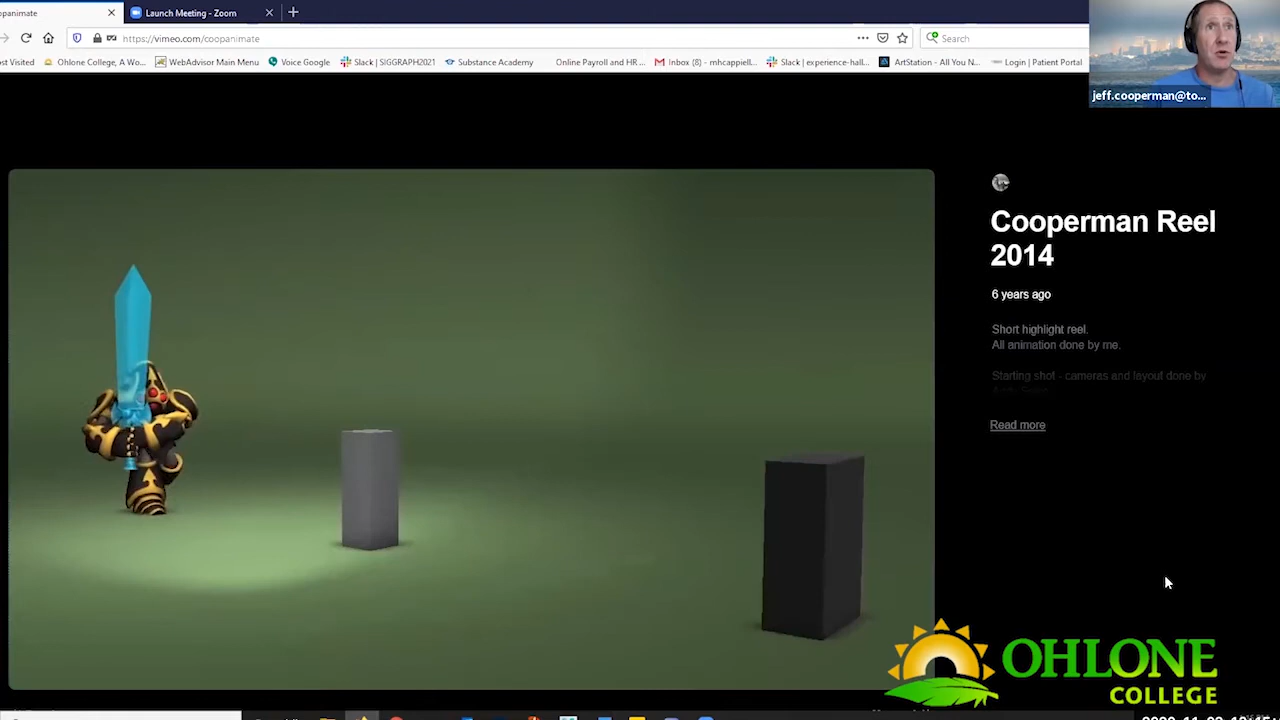 opanimate
Launch Meeting - Zoom
https://vimeo.com/coopanimate
Search
ost Visited
Ohlone College, A Wo...
WebAdvisor Main Menu
Voice Google
Slack | SIGGRAPH2021
Substance Academy
Online Payroll and HR ...
Inbox (8) - mhcappiell...
Slack | experience-hall...
ArtStation - All You N...
Login | Patient Portal
jeff.cooperman@to...
Cooperman Reel
2014
6 years ago
Short highlight reel.
All animation done by me.
Starting shot - cameras and layout done by
Read more
OHLONE
COLLEGE